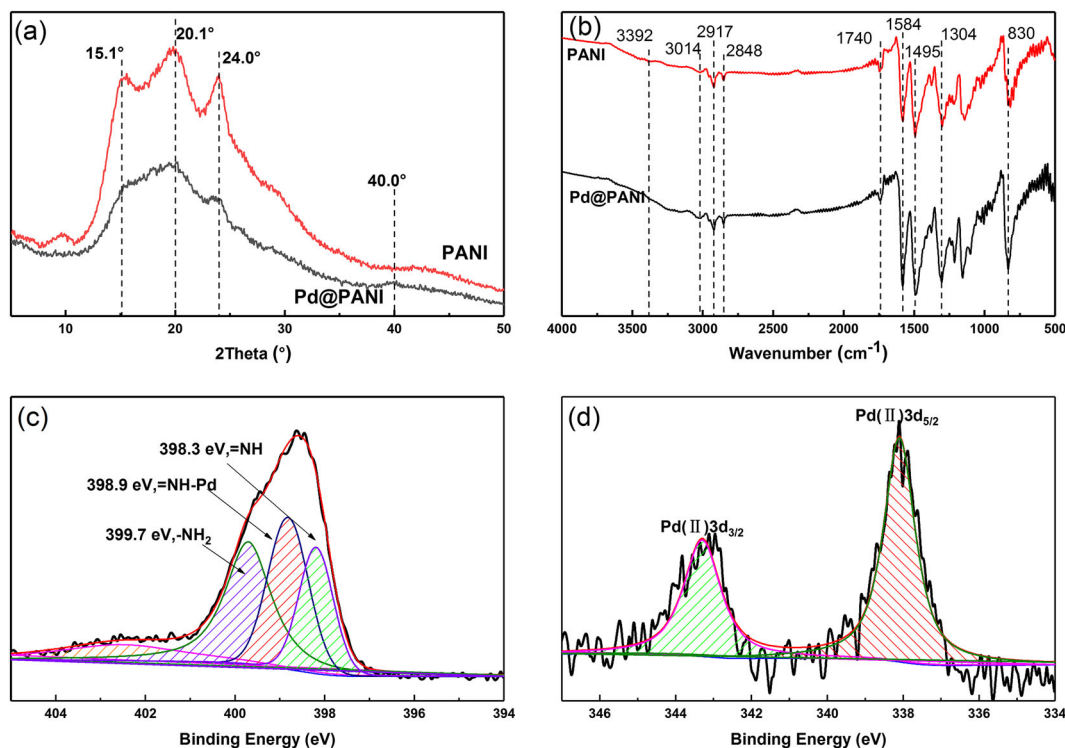 (a)
15.1°
20.1°
24.0°
40.0°
PANI
Pd@PANI
10 20 30 40 50
2Theta (°)
(b)
3392
3014
2917
2848
1740
1584
1495
1304
830
PANI
Pd@PANI
4000 3500 3000 2500 2000 1500 1000 500
Wavenumber (cm⁻¹)
(c)
398.3 eV,=NH
398.9 eV,=NH-Pd
399.7 eV,-NH₂
404 402 400 398 396 394
Binding Energy (eV)
(d)
Pd(Ⅱ)3d₅/₂
Pd(Ⅱ)3d₃/₂
346 344 342 340 338 336 334
Binding Energy (eV)